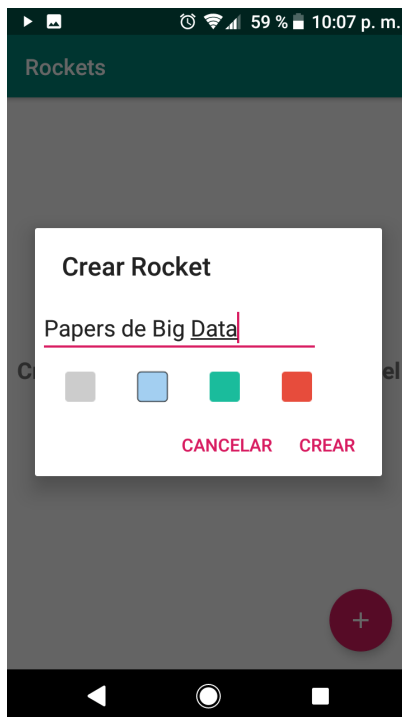 59 % 10:07 p. m.
Rockets
Crear Rocket
Papers de Big Data
CANCELAR CREAR